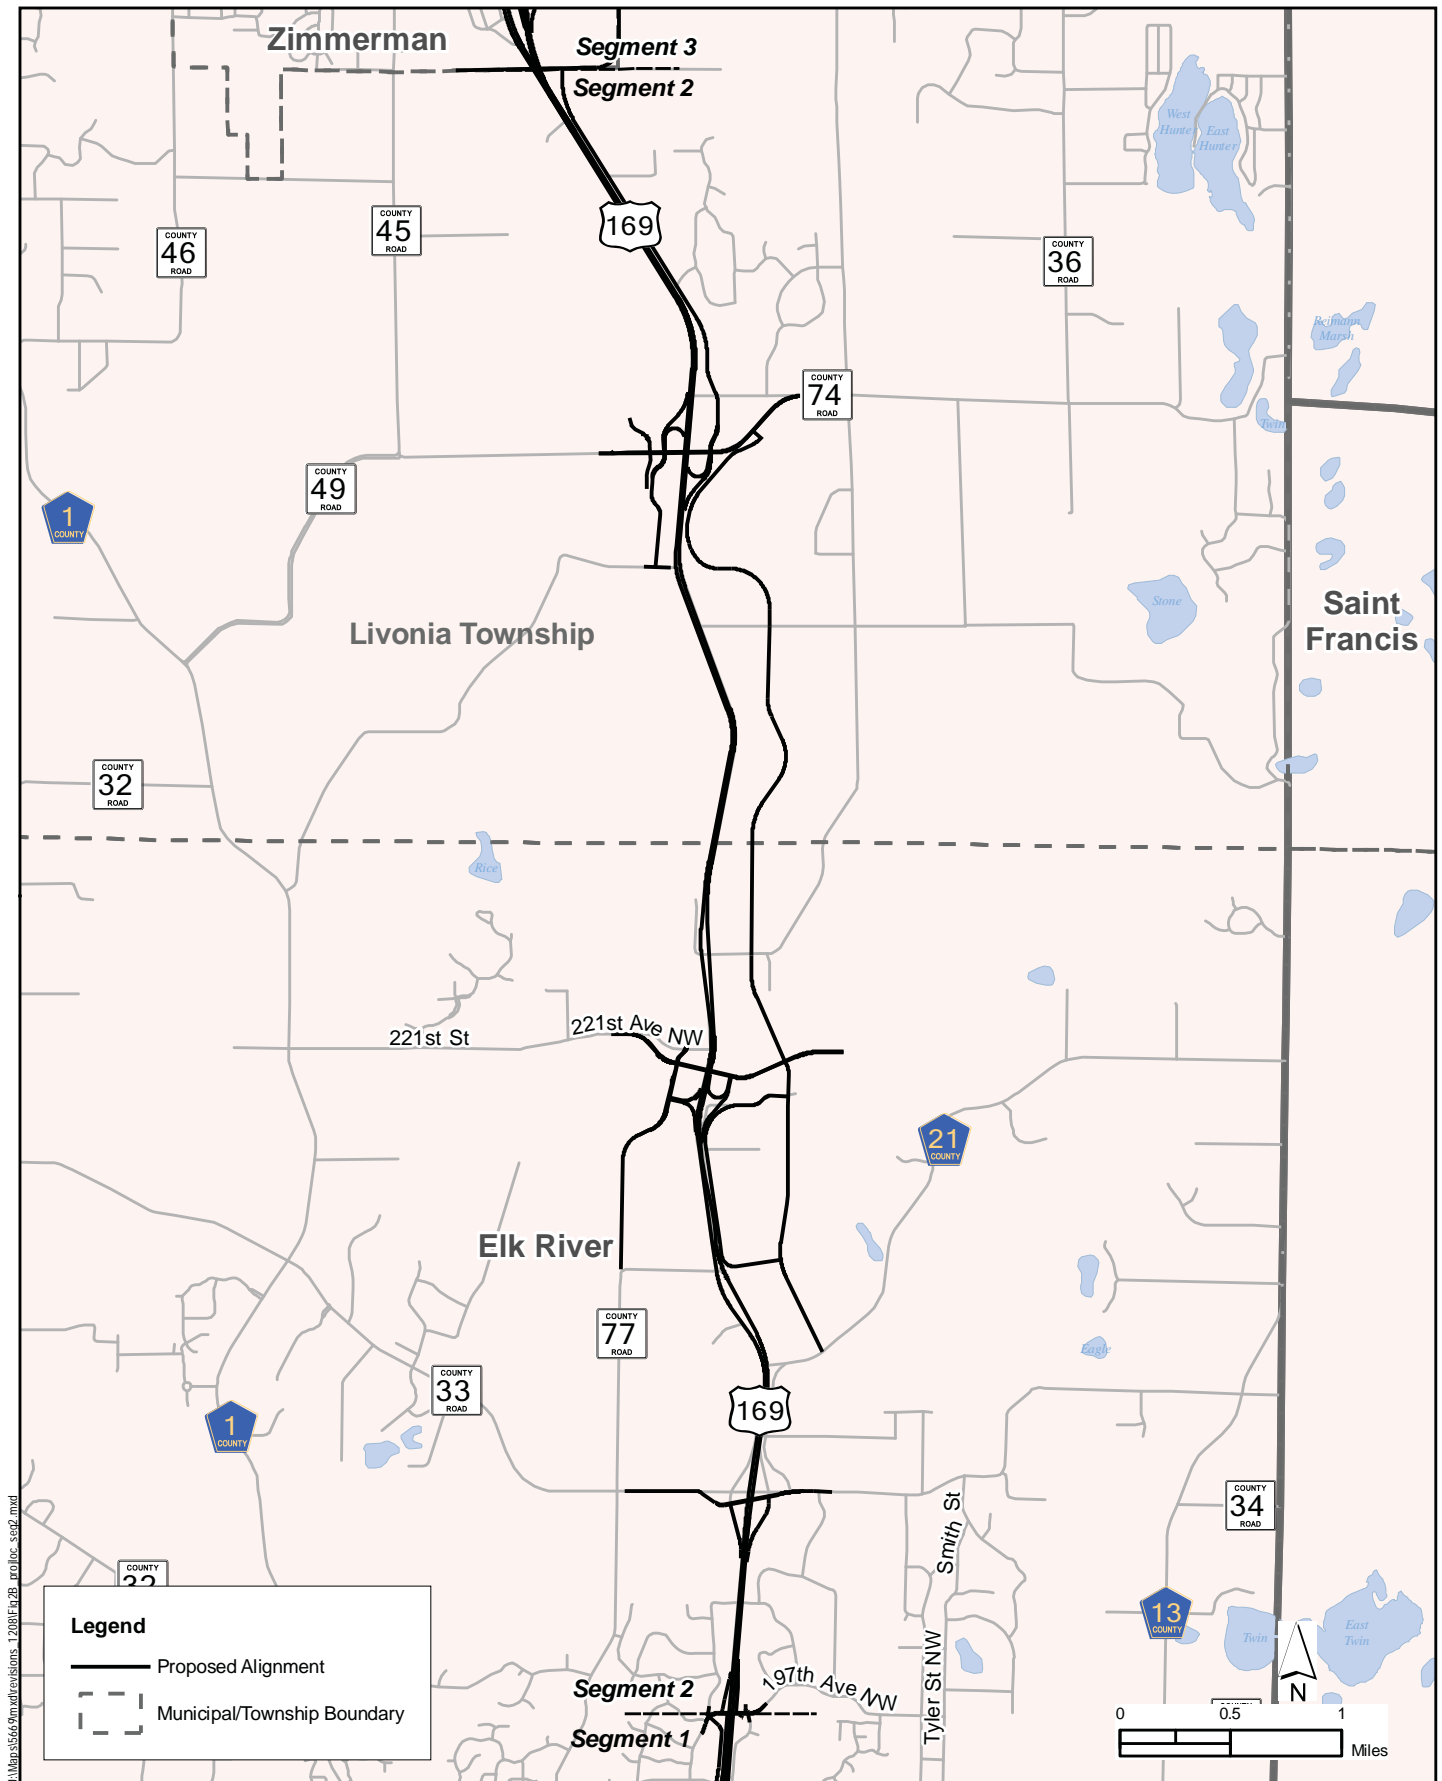 Zimmerman
Segment 3
Segment 2
West
Hunter
East
Hunter
169
COUNTY
46
ROAD
COUNTY
45
ROAD
COUNTY
36
ROAD
Reimann
Marsh
COUNTY
74
ROAD
Twin
COUNTY
49
ROAD
1
COUNTY
Stone
Saint
Francis
Livonia Township
COUNTY
32
ROAD
Rice
221st St
221st Ave NW
21
COUNTY
Elk River
COUNTY
77
ROAD
Eagle
COUNTY
33
ROAD
169
1
COUNTY
COUNTY
34
ROAD
Smith St
COUNTY
32
13
COUNTY
Twin
East
Twin
Tyler St NW
197th Ave NW
Segment 2
Segment 1
Legend
Proposed Alignment
Municipal/Township Boundary
N
0 0.5 1
Miles